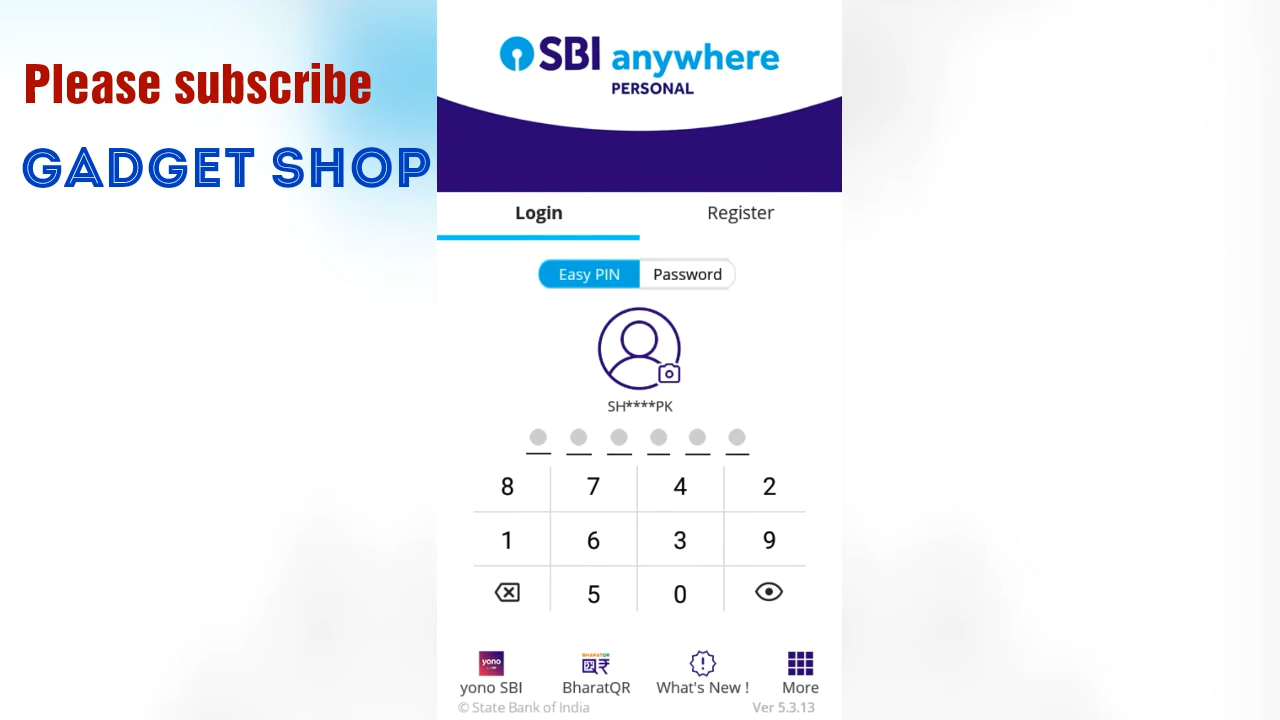 Please subscribe
GADGET SHOP
SBI anywhere
PERSONAL
Login Register
Easy PIN Password
SH****PK
8 7 4 2
1 6 3 9
5 0
yono
BHARATQR
yono SBI BharatQR What's New ! More
© State Bank of India Ver 5.3.13